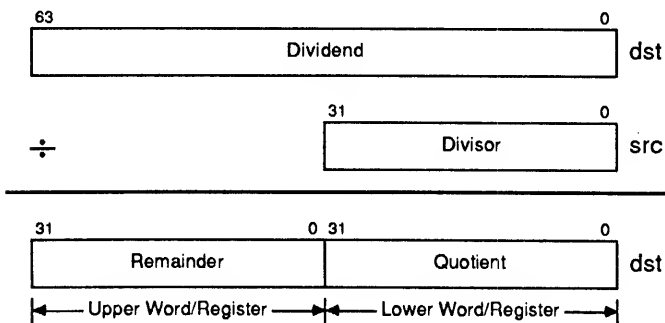 63 0
Dividend dst
31 0
÷ Divisor src
31 0 31 0
Remainder Quotient dst
Upper Word/Register Lower Word/Register